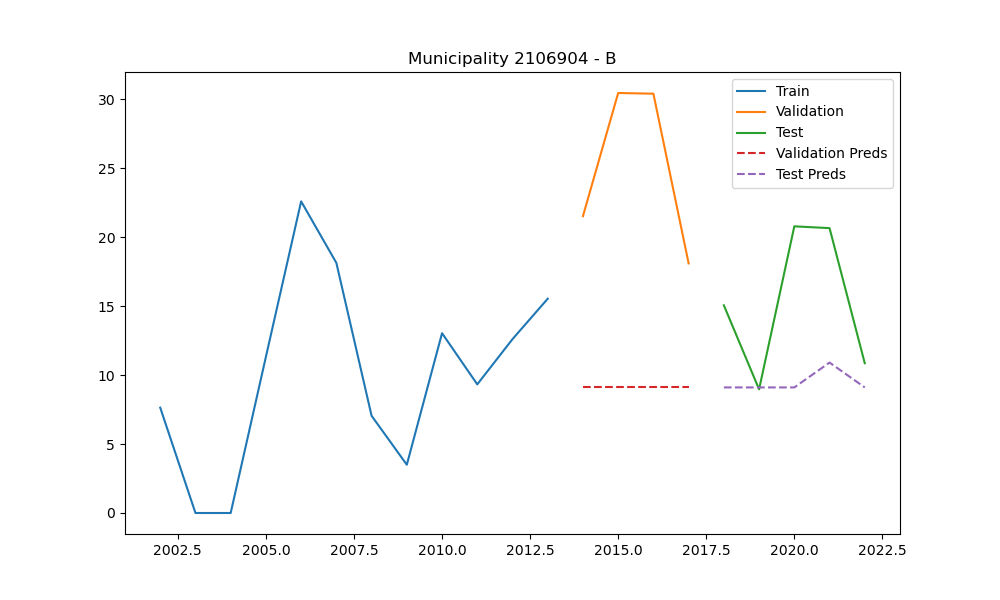 Municipality 2106904 - B
30
25
20
15
10
5
0
2002.5 2005.0 2007.5 2010.0 2012.5 2015.0 2017.5 2020.0 2022.5
Train
Validation
Test
Validation Preds
Test Preds